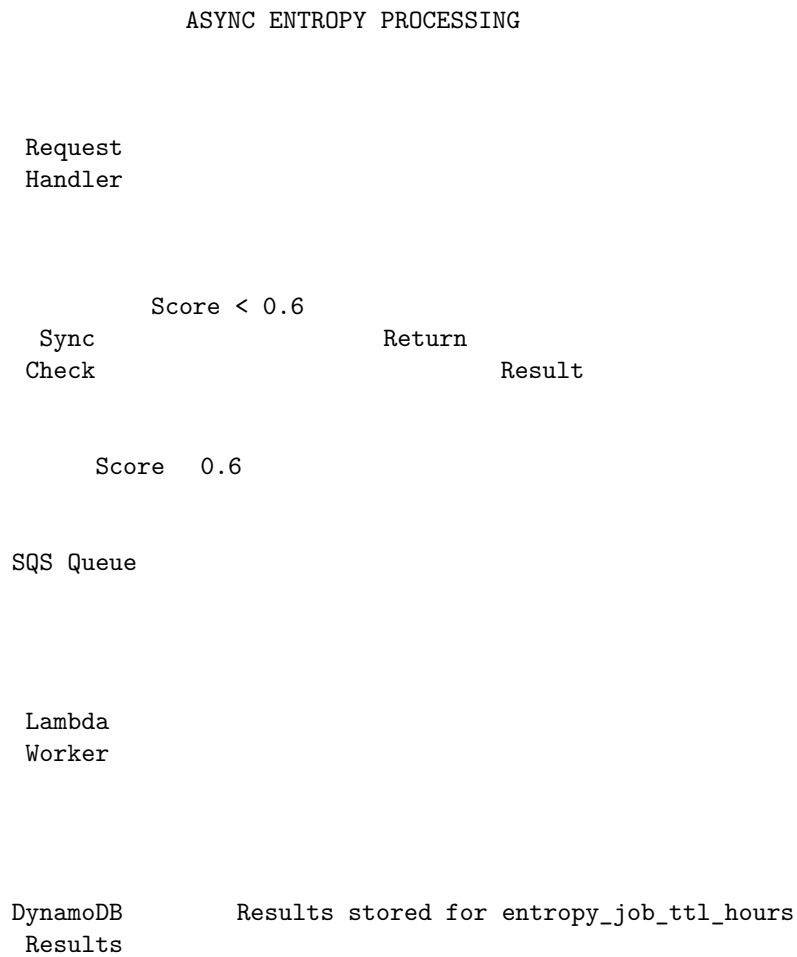 ASYNC ENTROPY PROCESSING
Request
Handler
Score < 0.6
Sync Return
Check Result
Score 0.6
SQS Queue
Lambda
Worker
DynamoDB Results stored for entropy_job_ttl_hours
Results